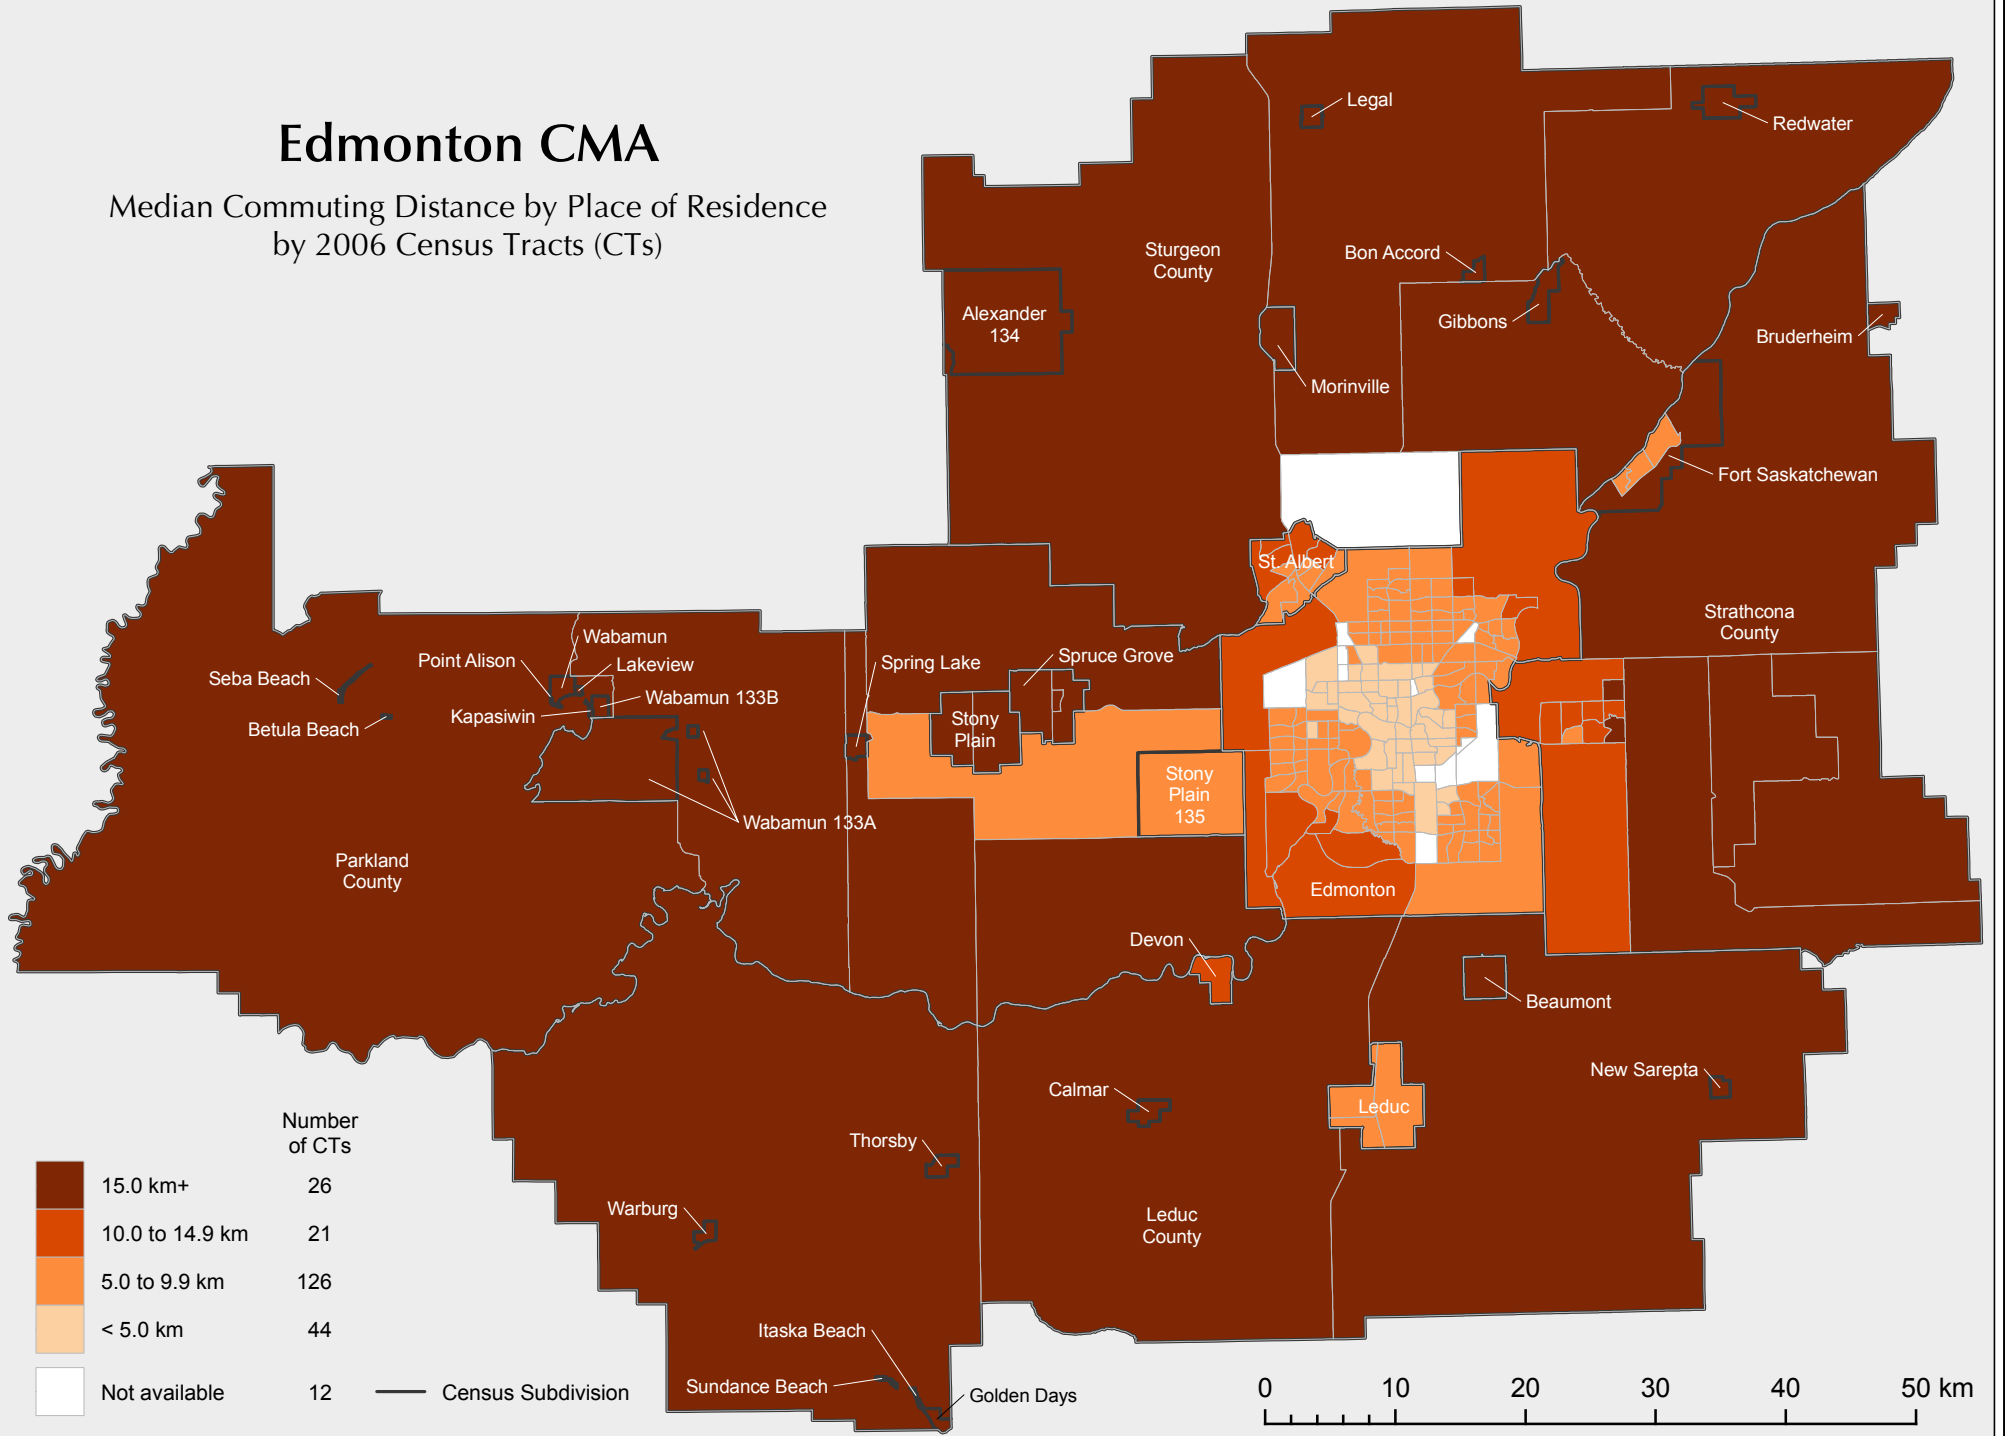 Edmonton CMA
Median Commuting Distance by Place of Residence
by 2006 Census Tracts (CTs)
Legal
Redwater
Sturgeon
County
Bon Accord
Alexander
134
Gibbons
Bruderheim
Morinville
Fort Saskatchewan
St. Albert
Strathcona
County
Wabamun
Point Alison
Lakeview
Spring Lake
Spruce Grove
Seba Beach
Wabamun 133B
Kapasiwin
Betula Beach
Stony
Plain
Stony
Plain
135
Wabamun 133A
Parkland
County
Edmonton
Devon
Beaumont
New Sarepta
Calmar
Leduc
Thorsby
Warburg
Leduc
County
Itaska Beach
Sundance Beach
Golden Days
Number
of CTs
15.0 km+ 26
10.0 to 14.9 km 21
5.0 to 9.9 km 126
< 5.0 km 44
Not available 12
Census Subdivision
0 10 20 30 40 50 km